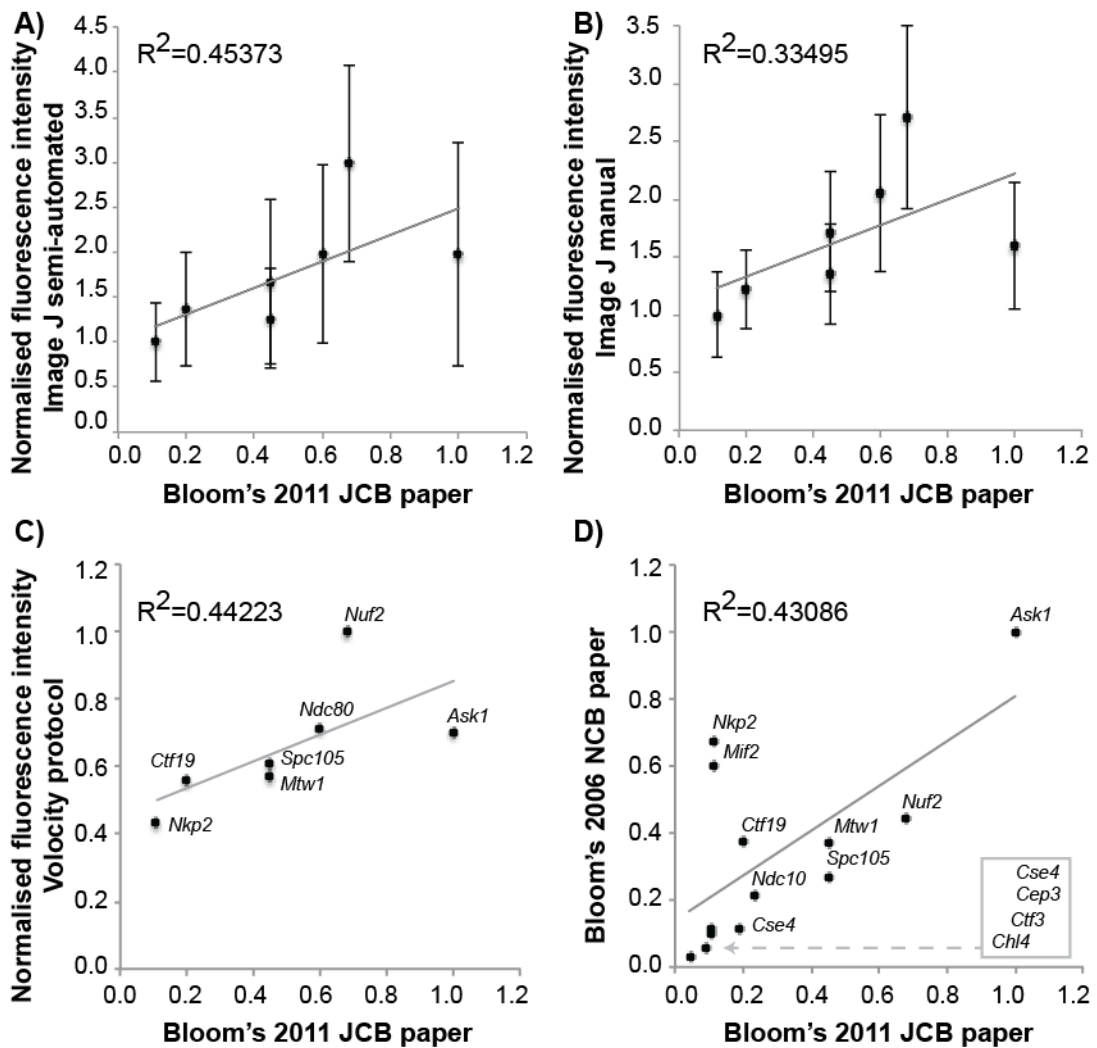 A)
R2=0.45373
Normalised fluorescence intensity
Image J semi-automated
4.5
4.0
3.5
3.0
2.5
2.0
1.5
1.0
0.5
0.0
0.0 0.2 0.4 0.6 0.8 1.0 1.2
Bloom's 2011 JCB paper
B)
R2=0.33495
Normalised fluorescence intensity
Image J manual
3.5
3.0
2.5
2.0
1.5
1.0
0.5
0.0
0.0 0.2 0.4 0.6 0.8 1.0 1.2
Bloom's 2011 JCB paper
C)
R2=0.44223
Normalised fluorescence intensity
Volocity protocol
1.2
1.0
0.8
0.6
0.4
0.2
0.0
Nuf2
Ndc80
Ask1
Ctf19
Spc105
Mtw1
Nkp2
0.0 0.2 0.4 0.6 0.8 1.0 1.2
Bloom's 2011 JCB paper
D)
R2=0.43086
Bloom's 2006 NCB paper
1.2
1.0
0.8
0.6
0.4
0.2
0.0
Ask1
Nkp2
Mif2
Nuf2
Ctf19
Mtw1
Spc105
Ndc10
Cse4
Cse4
Cep3
Ctf3
Chl4
0.0 0.2 0.4 0.6 0.8 1.0 1.2
Bloom's 2011 JCB paper